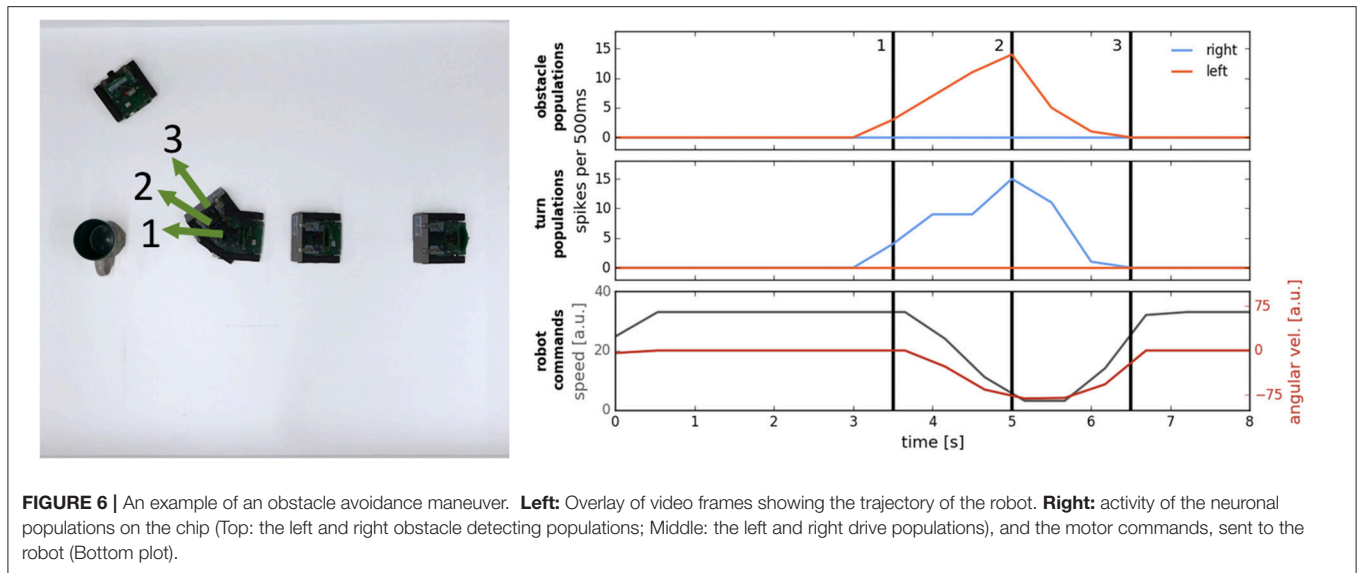 3
2
1
1
2
3
right
left
obstacle
populations
spikes per 500ms
15
10
5
0
turn
populations
15
10
5
0
robot
commands
speed [a.u.]
40
20
0
75
0
−75
angular vel. [a.u.]
0 1 2 3 4 5 6 7 8
time [s]
FIGURE 6 | An example of an obstacle avoidance maneuver. Left: Overlay of video frames showing the trajectory of the robot. Right: activity of the neuronal
populations on the chip (Top: the left and right obstacle detecting populations; Middle: the left and right drive populations), and the motor commands, sent to the
robot (Bottom plot).